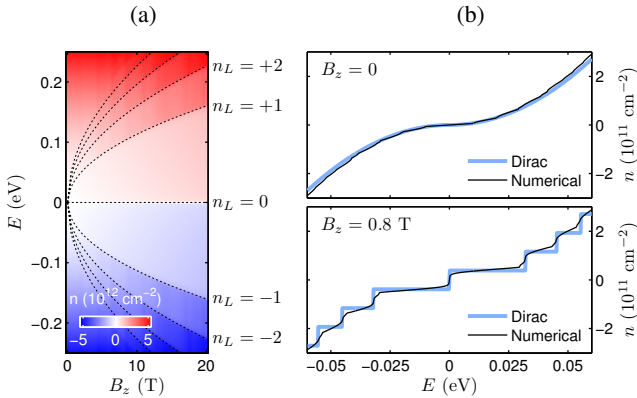 (a)
(b)
0.2
0.1
0
−0.1
−0.2
E (eV)
n_L = +2
n_L = +1
n_L = 0
n_L = −1
n_L = −2
n (10^12 cm^−2)
−5 0 5
0 10 20
B_z (T)
B_z = 0
Dirac
Numerical
2
0
−2
n (10^11 cm^−2)
B_z = 0.8 T
Dirac
Numerical
2
0
−2
n (10^11 cm^−2)
−0.05 −0.025 0 0.025 0.05
E (eV)